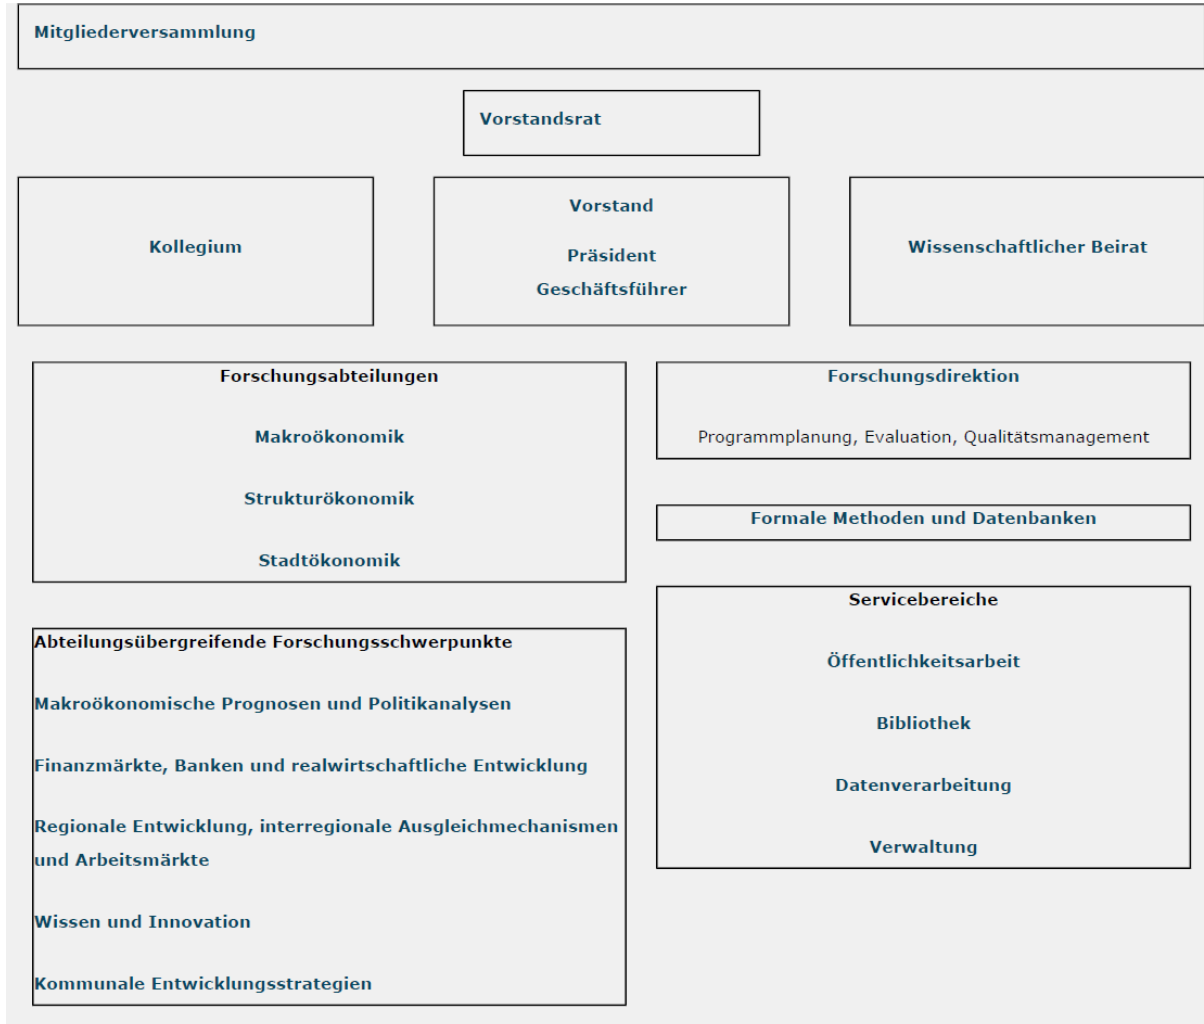 Mitgliederversammlung
Vorstandsrat
Kollegium
Vorstand
Präsident
Geschäftsführer
Wissenschaftlicher Beirat
Forschungsabteilungen
Makroökonomik
Strukturökonomik
Stadtökonomik
Abteilungsübergreifende Forschungsschwerpunkte
Makroökonomische Prognosen und Politikanalysen
Finanzmärkte, Banken und realwirtschaftliche Entwicklung
Regionale Entwicklung, interregionale Ausgleichmechanismen
und Arbeitsmärkte
Wissen und Innovation
Kommunale Entwicklungsstrategien
Forschungsdirektion
Programmplanung, Evaluation, Qualitätsmanagement
Formale Methoden und Datenbanken
Servicebereiche
Öffentlichkeitsarbeit
Bibliothek
Datenverarbeitung
Verwaltung